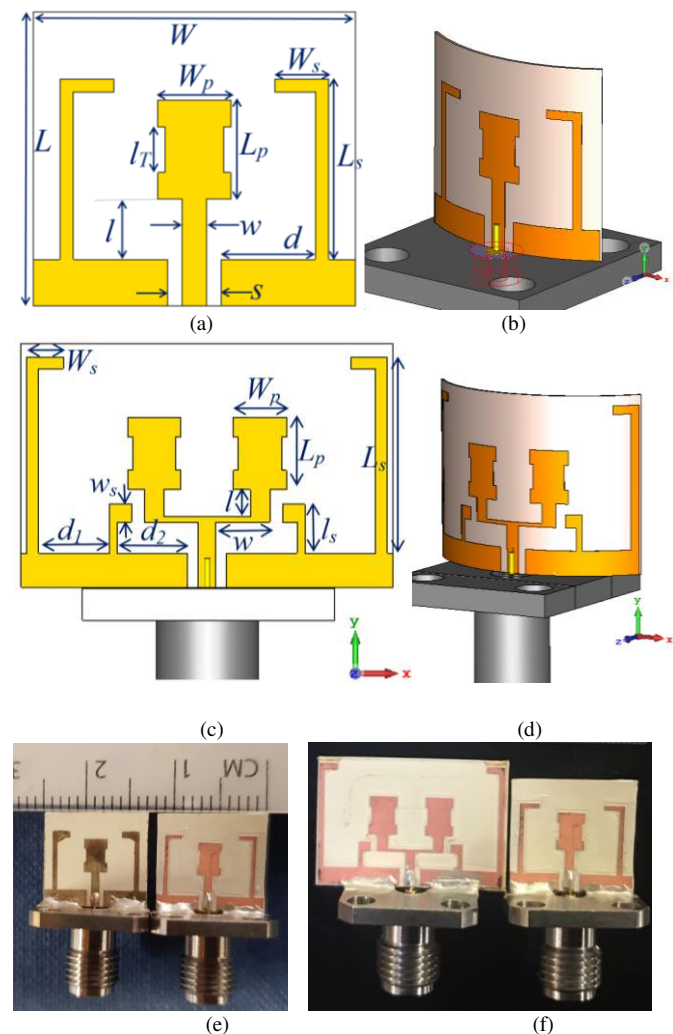 W
W_s
W_p
L
l_T
L_p
L_s
l
w
d
s
y
z
x
(a)
(b)
W_s
W_p
L_p
L_s
w_s
l
l_s
d_1
d_2
w
y
z
x
y
z
x
(c)
(d)
3 2 1 CM
(e)
(f)